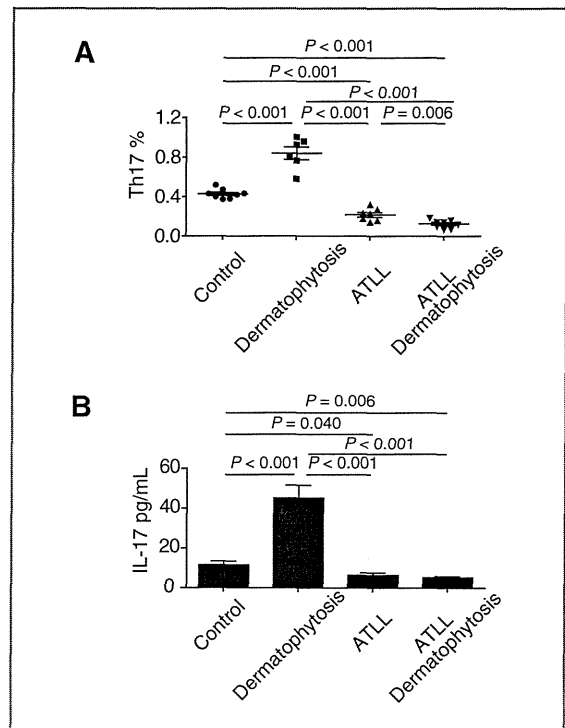 A
P < 0.001
P < 0.001
P < 0.001
P < 0.001 P < 0.001 P = 0.006
Th17 %
1.2
0.8
0.4
0.0
Control
Dermatophytosis
ATLL
ATLL
Dermatophytosis
B
P = 0.006
P = 0.040
P < 0.001
P < 0.001 P < 0.001
IL-17 pg/mL
60
40
20
0
Control
Dermatophytosis
ATLL
ATLL
Dermatophytosis